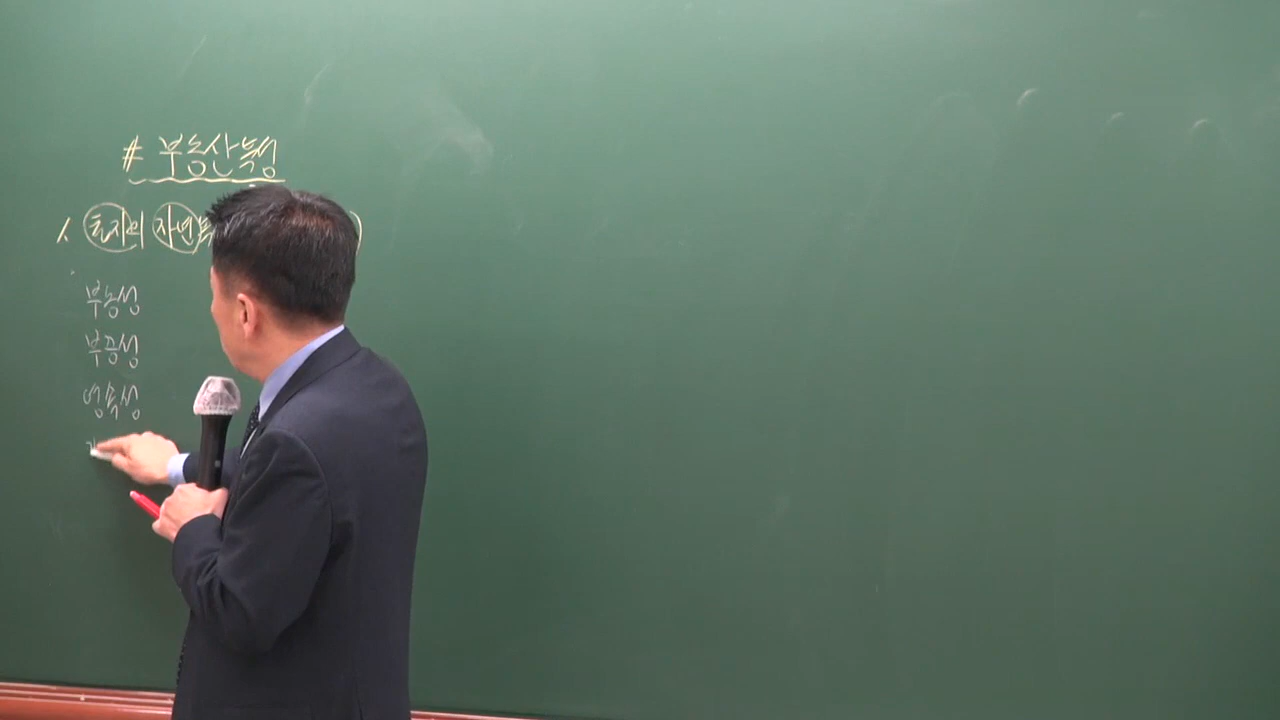 # 부동산특성
1. 토지의 자연특
부동성
부증성
영속성